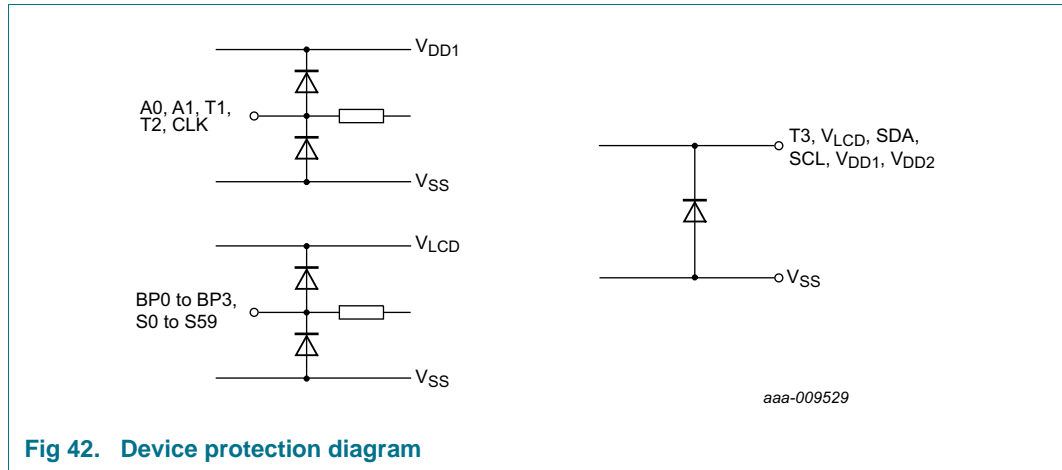 VDD1
A0, A1, T1,
T2, CLK
VSS
VLCD
BP0 to BP3,
S0 to S59
VSS
T3, VLCD, SDA,
SCL, VDD1, VDD2
VSS
aaa-009529
Fig 42. Device protection diagram